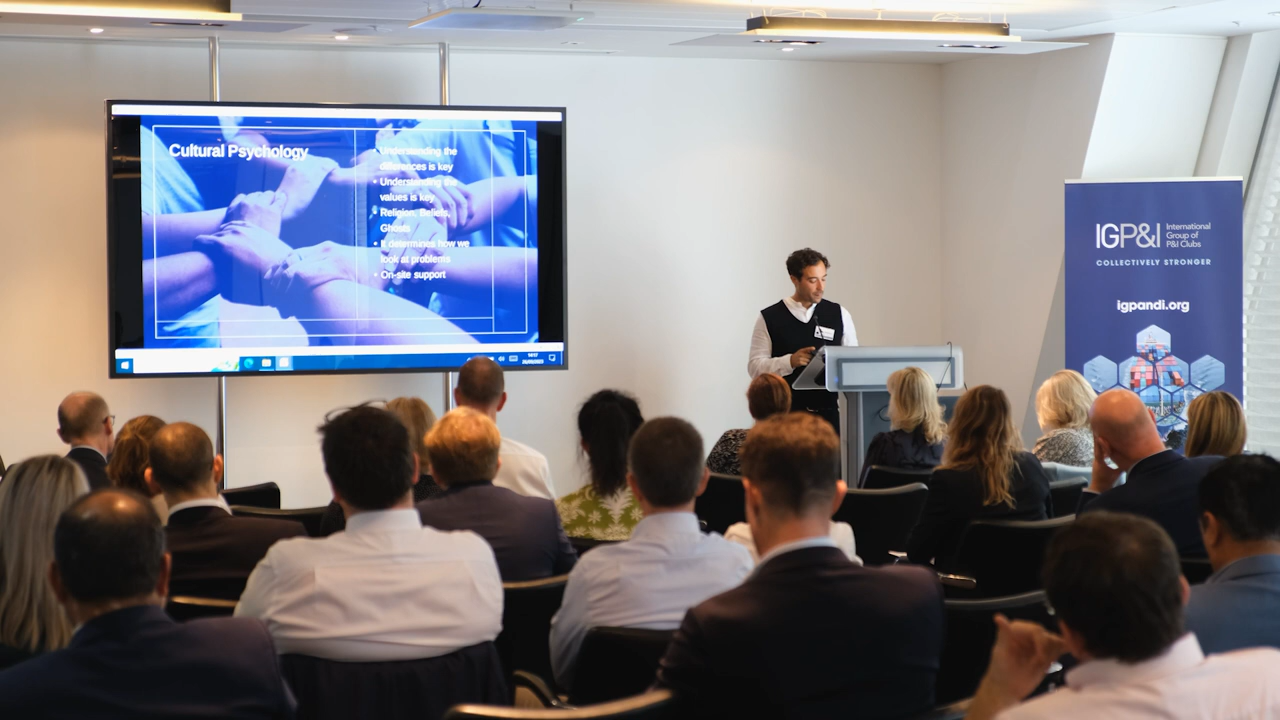 Cultural Psychology
Understanding the
differences is key
• Understanding the
values is key
Religion, Beliefs,
Ghosts
• It determines how we
look at problems
• On-site support
IGP&I
International
Group of
P&I Clubs
COLLECTIVELY STRONGER
igpandi.org